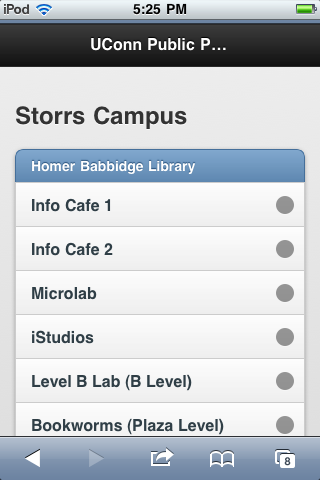 iPod 5:25 PM
UConn Public P...
Storrs Campus
Homer Babbidge Library
Info Cafe 1
Info Cafe 2
Microlab
iStudios
Level B Lab (B Level)
Bookworms (Plaza Level)
8